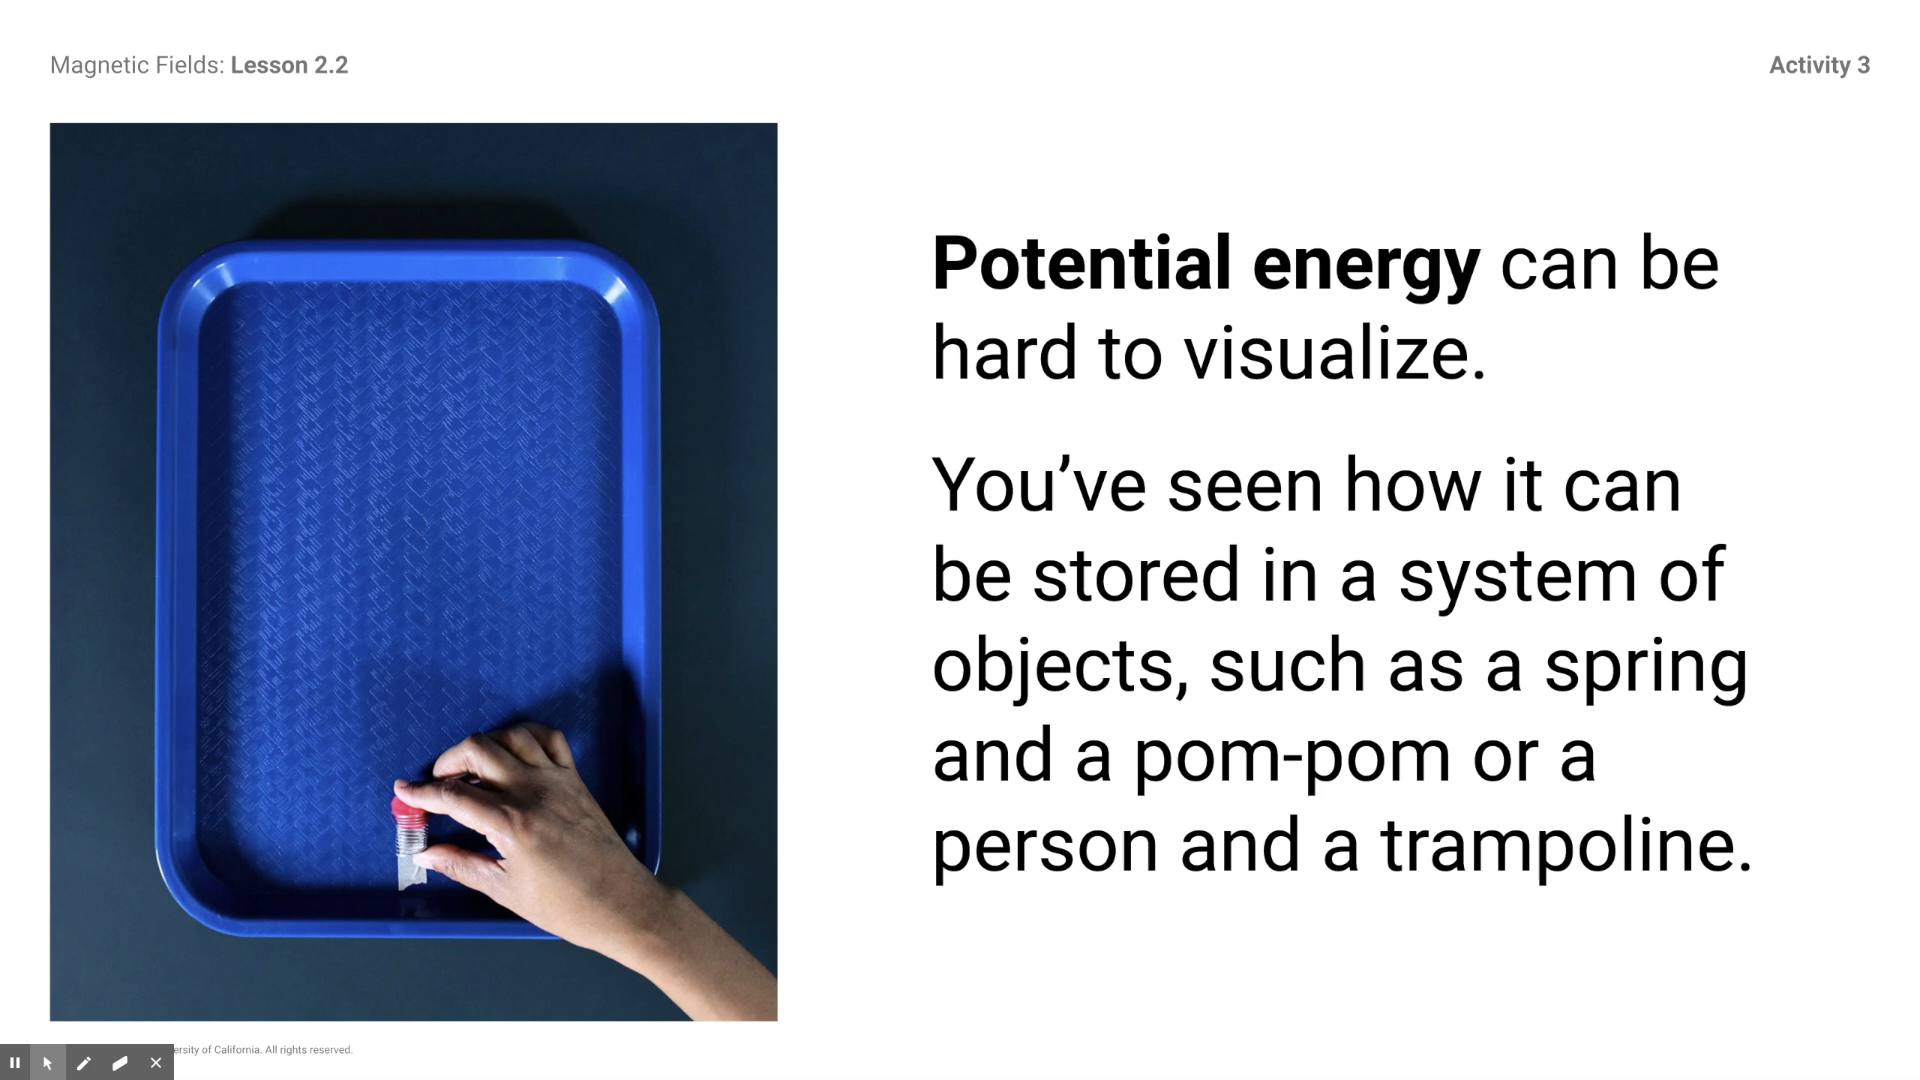 Magnetic Fields: Lesson 2.2
Activity 3
Potential energy can be
hard to visualize.
You’ve seen how it can
be stored in a system of
objects, such as a spring
and a pom-pom or a
person and a trampoline.
of California. All rights reserved.